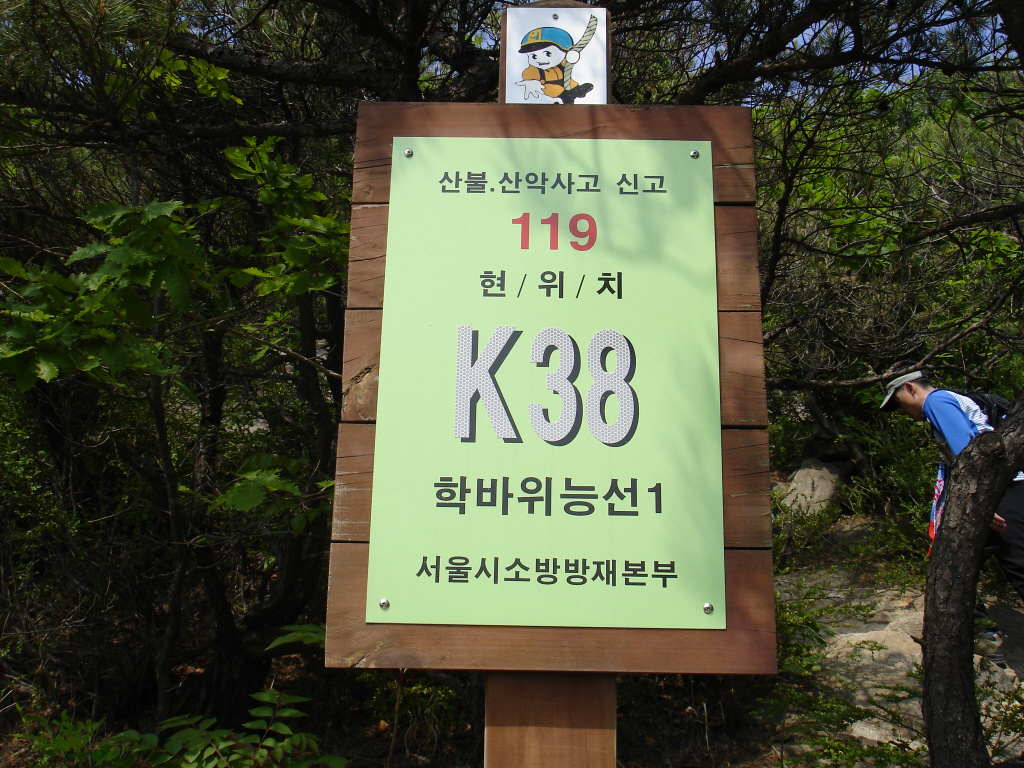 산불.산악사고 신고
119
현/위/치
K38
학바위능선1
서울시소방방재본부